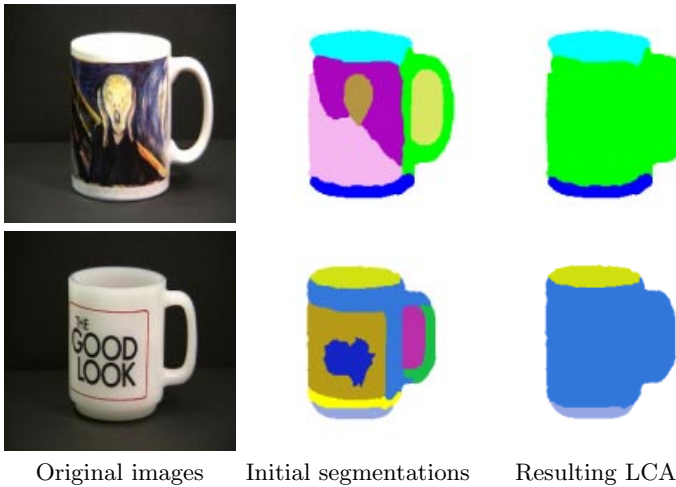 THE
GOOD
LOOK
Original images Initial segmentations Resulting LCA